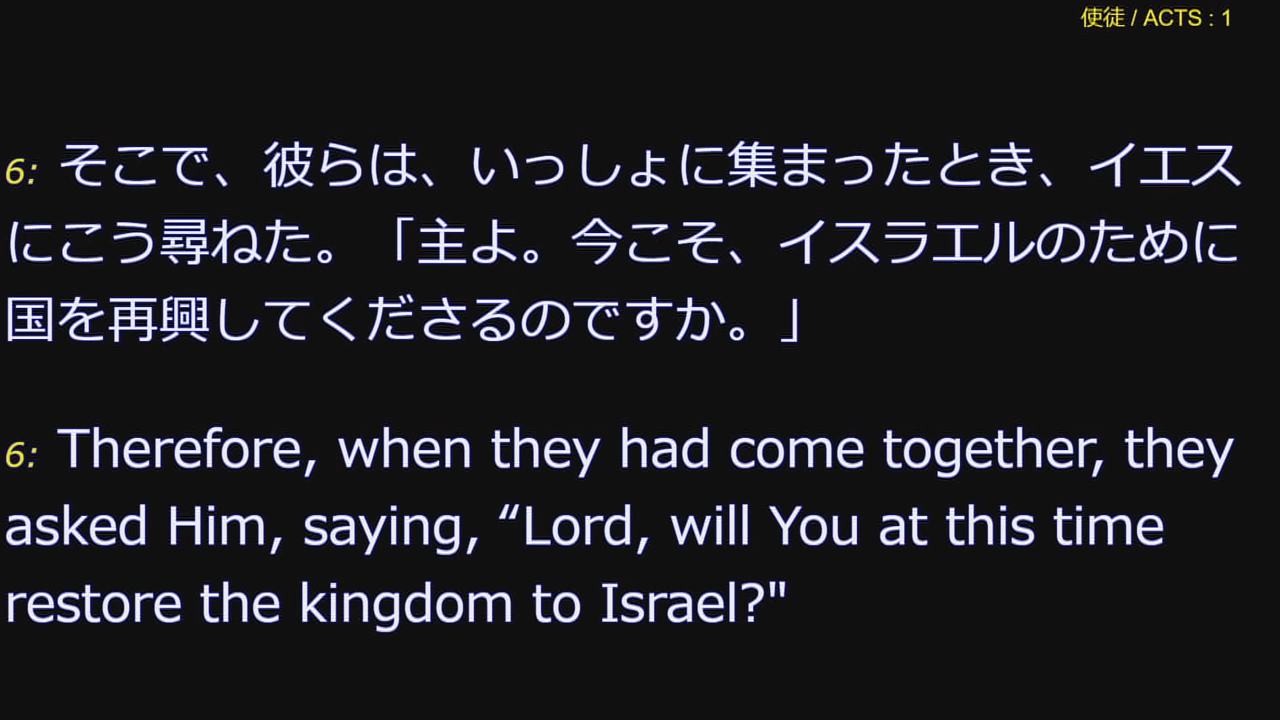 使徒 / ACTS : 1
6: そこで、彼らは、いっしょに集まったとき、イエス
にこう尋ねた。「主よ。今こそ、イスラエルのために
国を再興してくださるのですか。」
6: Therefore, when they had come together, they
asked Him, saying, “Lord, will You at this time
restore the kingdom to Israel?"